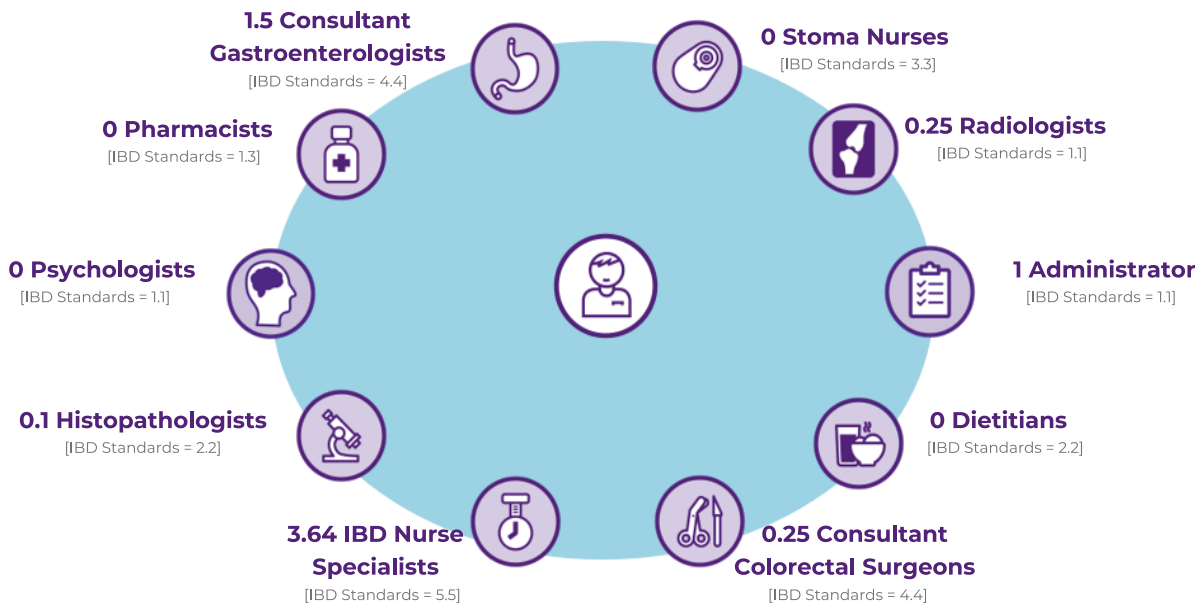 1.5 Consultant
Gastroenterologists
[IBD Standards = 4.4]
0 Stoma Nurses
[IBD Standards = 3.3]
0 Pharmacists
[IBD Standards = 1.3]
0.25 Radiologists
[IBD Standards = 1.1]
0 Psychologists
[IBD Standards = 1.1]
1 Administrator
[IBD Standards = 1.1]
0.1 Histopathologists
[IBD Standards = 2.2]
0 Dietitians
[IBD Standards = 2.2]
3.64 IBD Nurse
Specialists
[IBD Standards = 5.5]
0.25 Consultant
Colorectal Surgeons
[IBD Standards = 4.4]